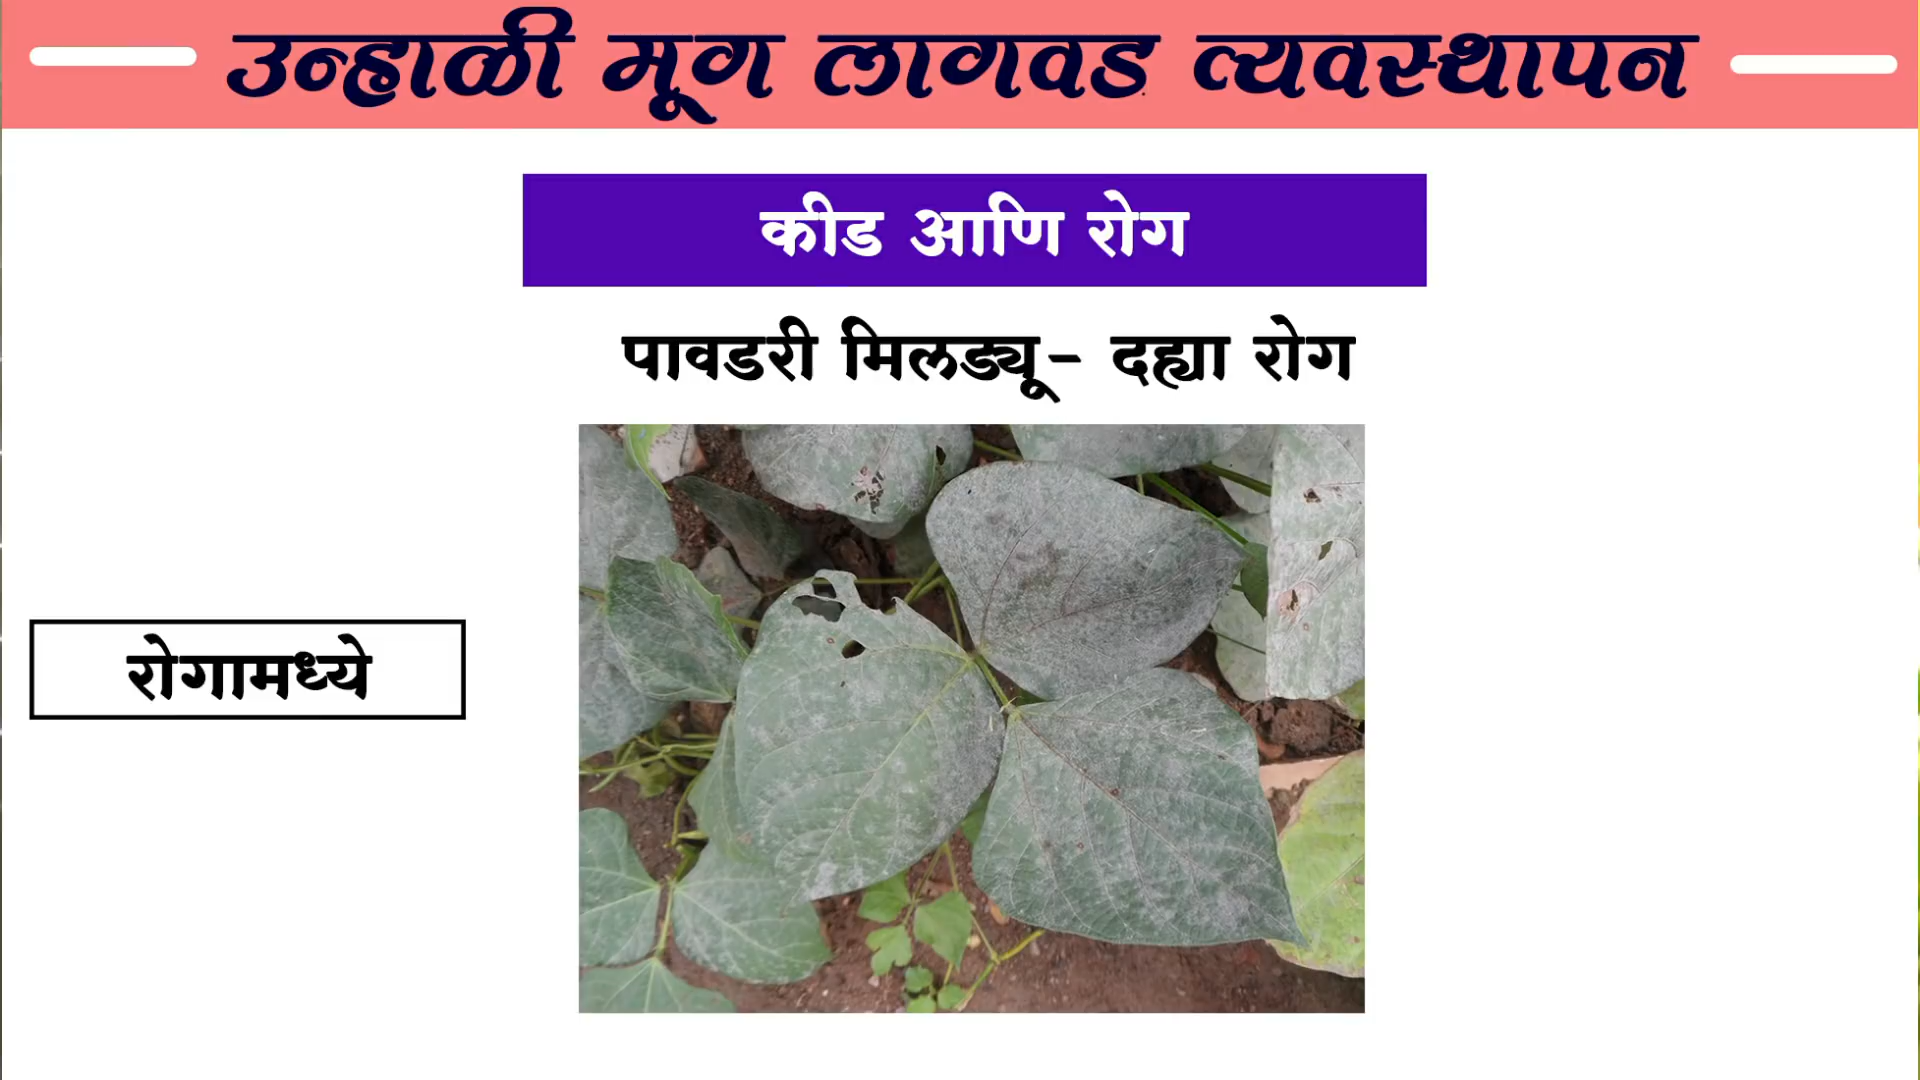 उन्हाळी मूग लागवड व्यवस्थापन
कीड आणि रोग
पावडरी मिलड्यू- दह्या रोग
रोगामध्ये